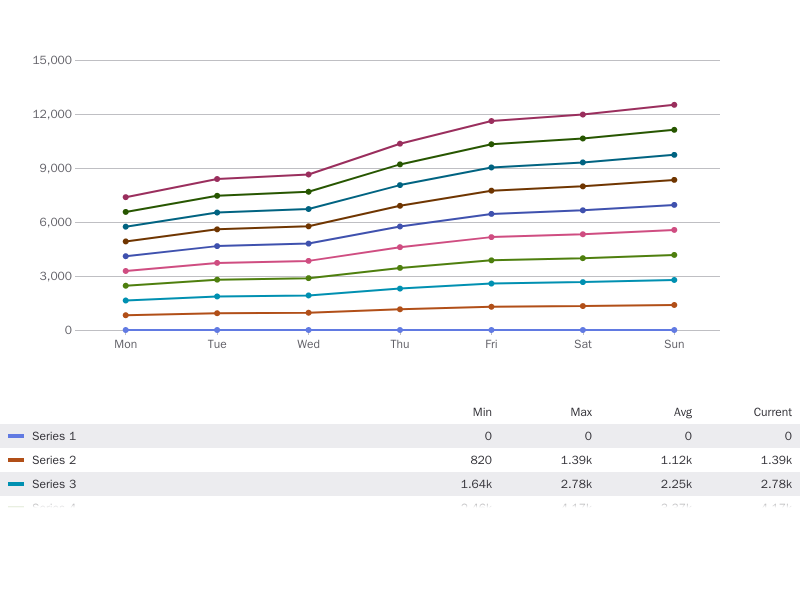 15,000
12,000
9,000
6,000
3,000
0
Mon Tue Wed Thu Fri Sat Sun
Min Max Avg Current
Series 1 0 0 0 0
Series 2 820 1.39k 1.12k 1.39k
Series 3 1.64k 2.78k 2.25k 2.78k